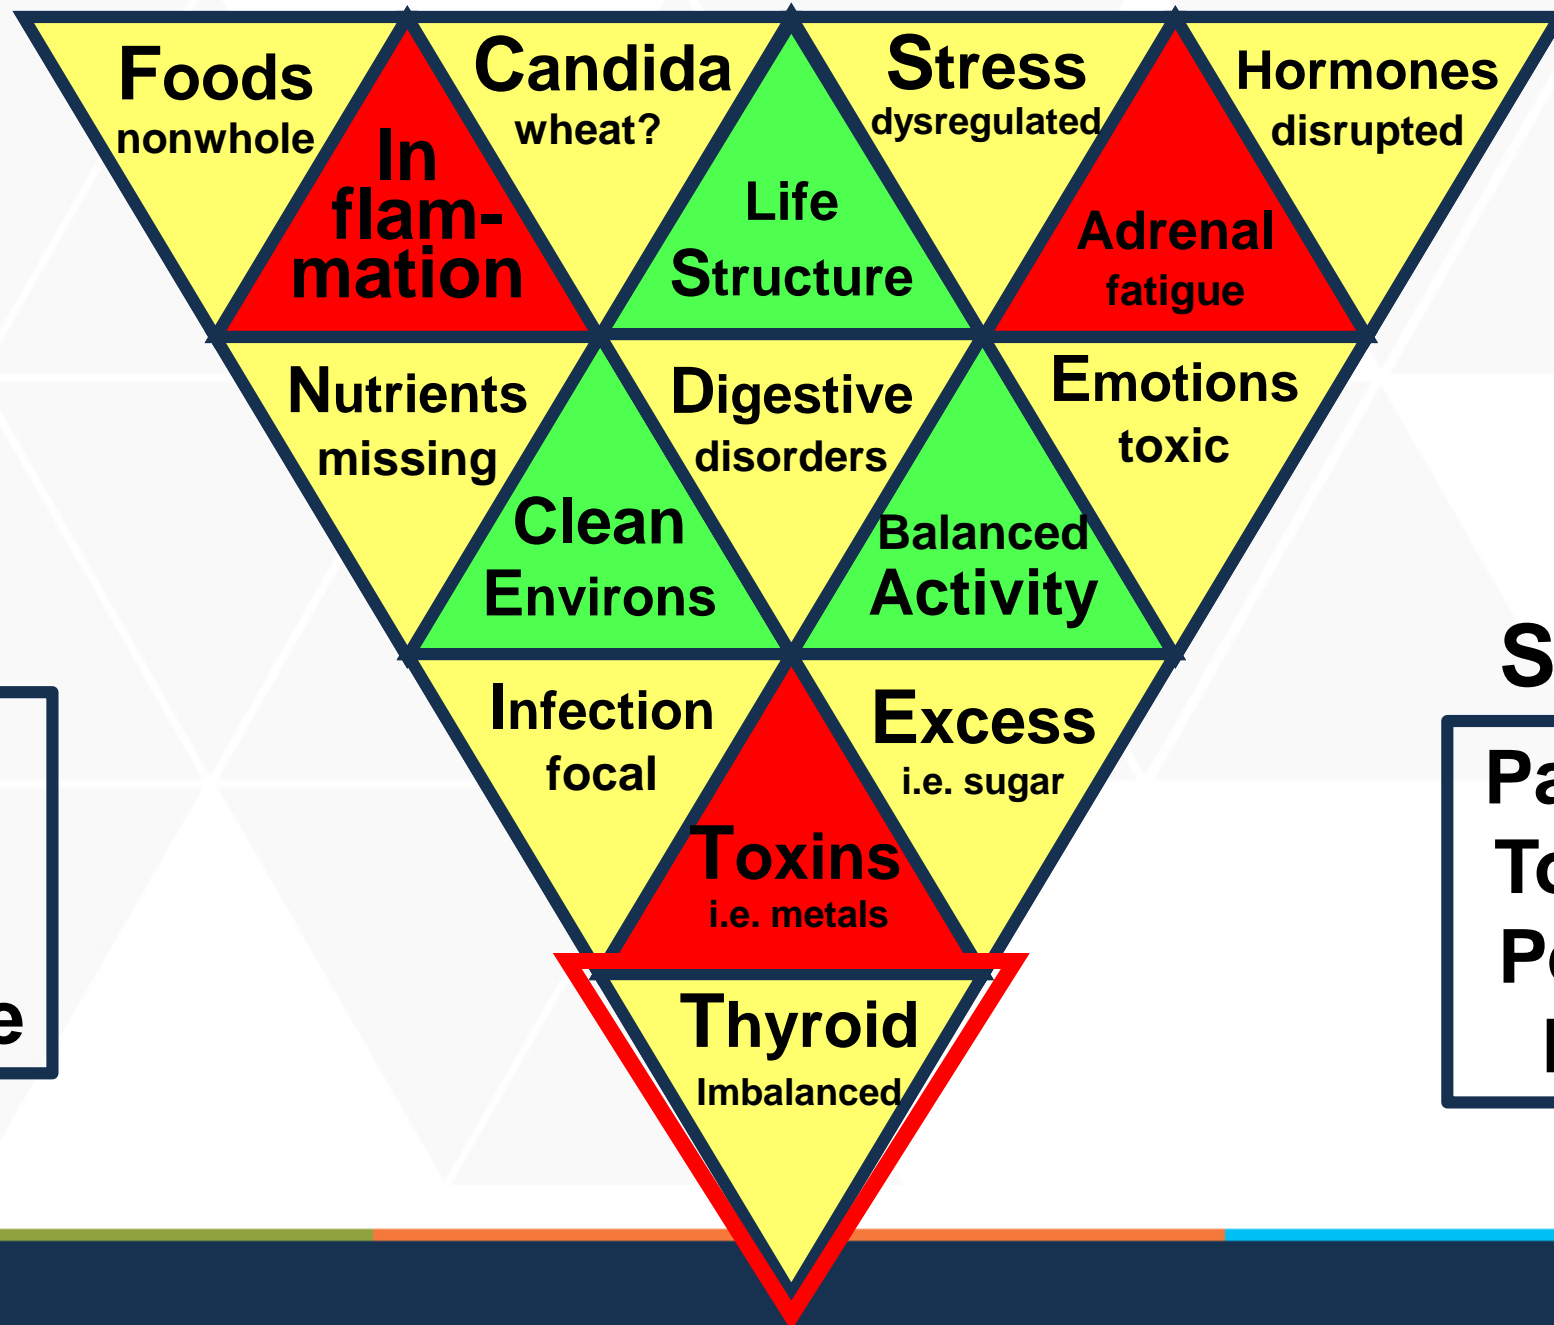 Foods
nonwhole
In
flam-
mation
Candida
wheat?
Life
Structure
Stress
dysregulated
Adrenal
fatigue
Hormones
disrupted
Nutrients
missing
Clean
Environs
Digestive
disorders
Balanced
Activity
Emotions
toxic
Infection
focal
Toxins
i.e. metals
Excess
i.e. sugar
Thyroid
Imbalanced